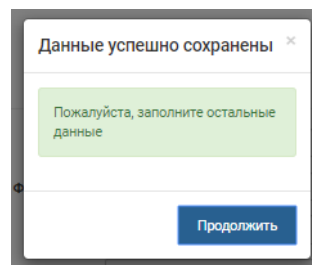 Данные успешно сохранены ×
Пожалуйста, заполните остальные
данные
Ф
Продолжить